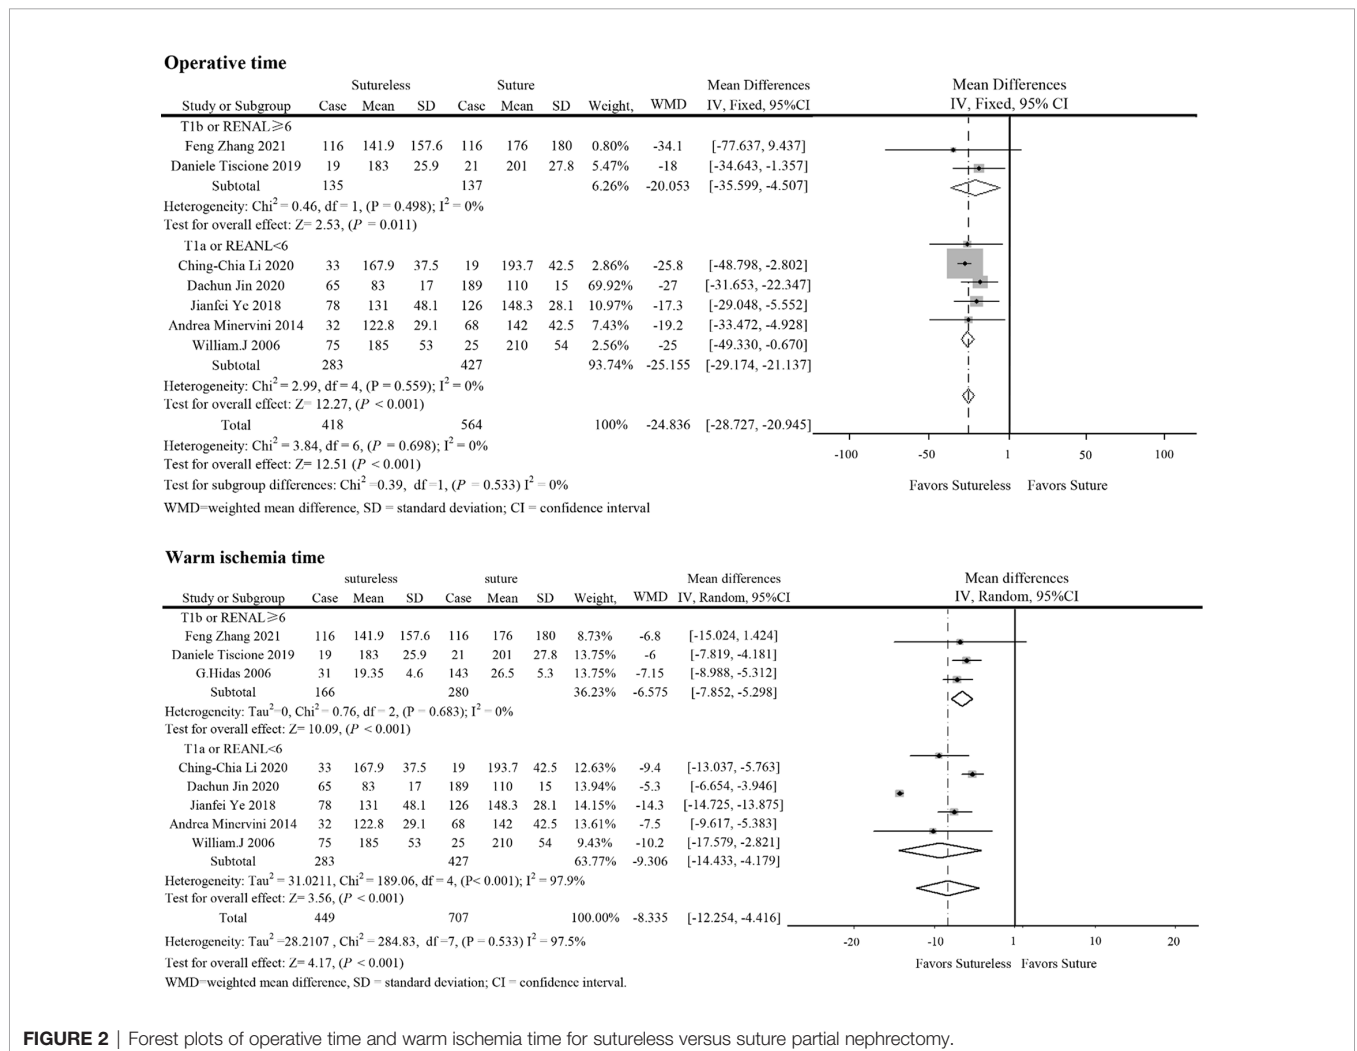 Operative time
Sutureless Suture Mean Differences Mean Differences
Study or Subgroup Case Mean SD Case Mean SD Weight, WMD IV, Fixed, 95%CI IV, Fixed, 95% CI
T1b or RENAL≥6
Feng Zhang 2021 116 141.9 157.6 116 176 180 0.80% -34.1 [-77.637, 9.437]
Daniele Tiscione 2019 19 183 25.9 21 201 27.8 5.47% -18 [-34.643, -1.357]
Subtotal 135 137 6.26% -20.053 [-35.599, -4.507]
Heterogeneity: Chi² = 0.46, df = 1, (P = 0.498); I² = 0%
Test for overall effect: Z= 2.53, (P = 0.011)
T1a or REANL<6
Ching-Chia Li 2020 33 167.9 37.5 19 193.7 42.5 2.86% -25.8 [-48.798, -2.802]
Dachun Jin 2020 65 83 17 189 110 15 69.92% -27 [-31.653, -22.347]
Jianfei Ye 2018 78 131 48.1 126 148.3 28.1 10.97% -17.3 [-29.048, -5.552]
Andrea Minervini 2014 32 122.8 29.1 68 142 42.5 7.43% -19.2 [-33.472, -4.928]
William.J 2006 75 185 53 25 210 54 2.56% -25 [-49.330, -0.670]
Subtotal 283 427 93.74% -25.155 [-29.174, -21.137]
Heterogeneity: Chi² = 2.99, df = 4, (P = 0.559); I² = 0%
Test for overall effect: Z= 12.27, (P < 0.001)
Total 418 564 100% -24.836 [-28.727, -20.945]
Heterogeneity: Chi² = 3.84, df = 6, (P = 0.698); I² = 0%
-100 -50 1 50 100
Test for overall effect: Z= 12.51 (P < 0.001)
Test for subgroup differences: Chi² =0.39, df =1, (P = 0.533) I² = 0%
Favors Sutureless Favors Suture
WMD=weighted mean difference, SD = standard deviation; CI = confidence interval
Warm ischemia time
sutureless suture Mean differences Mean differences
Study or Subgroup Case Mean SD Case Mean SD Weight, WMD IV, Random, 95%CI IV, Random, 95%CI
T1b or RENAL≥6
Feng Zhang 2021 116 141.9 157.6 116 176 180 8.73% -6.8 [-15.024, 1.424]
Daniele Tiscione 2019 19 183 25.9 21 201 27.8 13.75% -6 [-7.819, -4.181]
G.Hidas 2006 31 19.35 4.6 143 26.5 5.3 13.75% -7.15 [-8.988, -5.312]
Subtotal 166 280 36.23% -6.575 [-7.852, -5.298]
Heterogeneity: Tau²=0, Chi² = 0.76, df = 2, (P = 0.683); I² = 0%
Test for overall effect: Z= 10.09, (P < 0.001)
T1a or REANL<6
Ching-Chia Li 2020 33 167.9 37.5 19 193.7 42.5 12.63% -9.4 [-13.037, -5.763]
Dachun Jin 2020 65 83 17 189 110 15 13.94% -5.3 [-6.654, -3.946]
Jianfei Ye 2018 78 131 48.1 126 148.3 28.1 14.15% -14.3 [-14.725, -13.875]
Andrea Minervini 2014 32 122.8 29.1 68 142 42.5 13.61% -7.5 [-9.617, -5.383]
William.J 2006 75 185 53 25 210 54 9.43% -10.2 [-17.579, -2.821]
Subtotal 283 427 63.77% -9.306 [-14.433, -4.179]
Heterogeneity: Tau² = 31.0211, Chi² = 189.06, df = 4, (P< 0.001); I² = 97.9%
Test for overall effect: Z= 3.56, (P < 0.001)
Total 449 707 100.00% -8.335 [-12.254, -4.416]
Heterogeneity: Tau² =28.2107 , Chi² = 284.83, df =7, (P = 0.533) I² = 97.5%
-20 -10 1 10 20
Test for overall effect: Z= 4.17, (P < 0.001)
Favors Sutureless Favors Suture
WMD=weighted mean difference, SD = standard deviation; CI = confidence interval.
FIGURE 2 | Forest plots of operative time and warm ischemia time for sutureless versus suture partial nephrectomy.